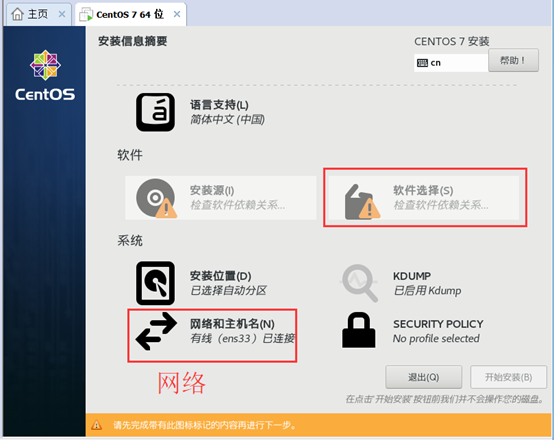 主页
CentOS 7 64 位
安装信息摘要
CENTOS 7 安装
cn
帮助！
CentOS
语言支持(L)
简体中文 (中国)
软件
安装源(I)
检查软件依赖关系...
软件选择(S)
检查软件依赖关系...
系统
安装位置(D)
已选择自动分区
KDUMP
已启用 Kdump
网络和主机名(N)
有线（ens33）已连接
SECURITY POLICY
No profile selected
网络
退出(Q)
开始安装(B)
在点击'开始安装'按钮前我们并不会操作您的磁盘。
请先完成带有此图标标记的内容再进行下一步。